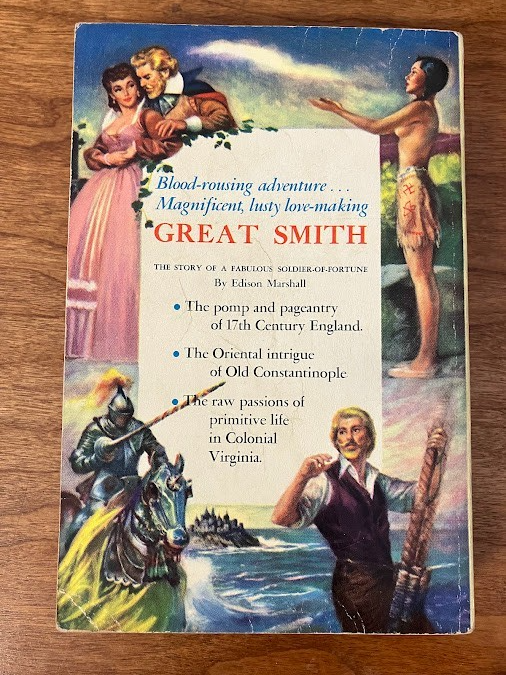 Blood-rousing adventure...
Magnificent, lusty love-making
GREAT SMITH
THE STORY OF A FABULOUS SOLDIER-OF-FORTUNE
By Edison Marshall
• The pomp and pageantry
of 17th Century England.
• The Oriental intrigue
of Old Constantinople
• The raw passions of
primitive life
in Colonial
Virginia.